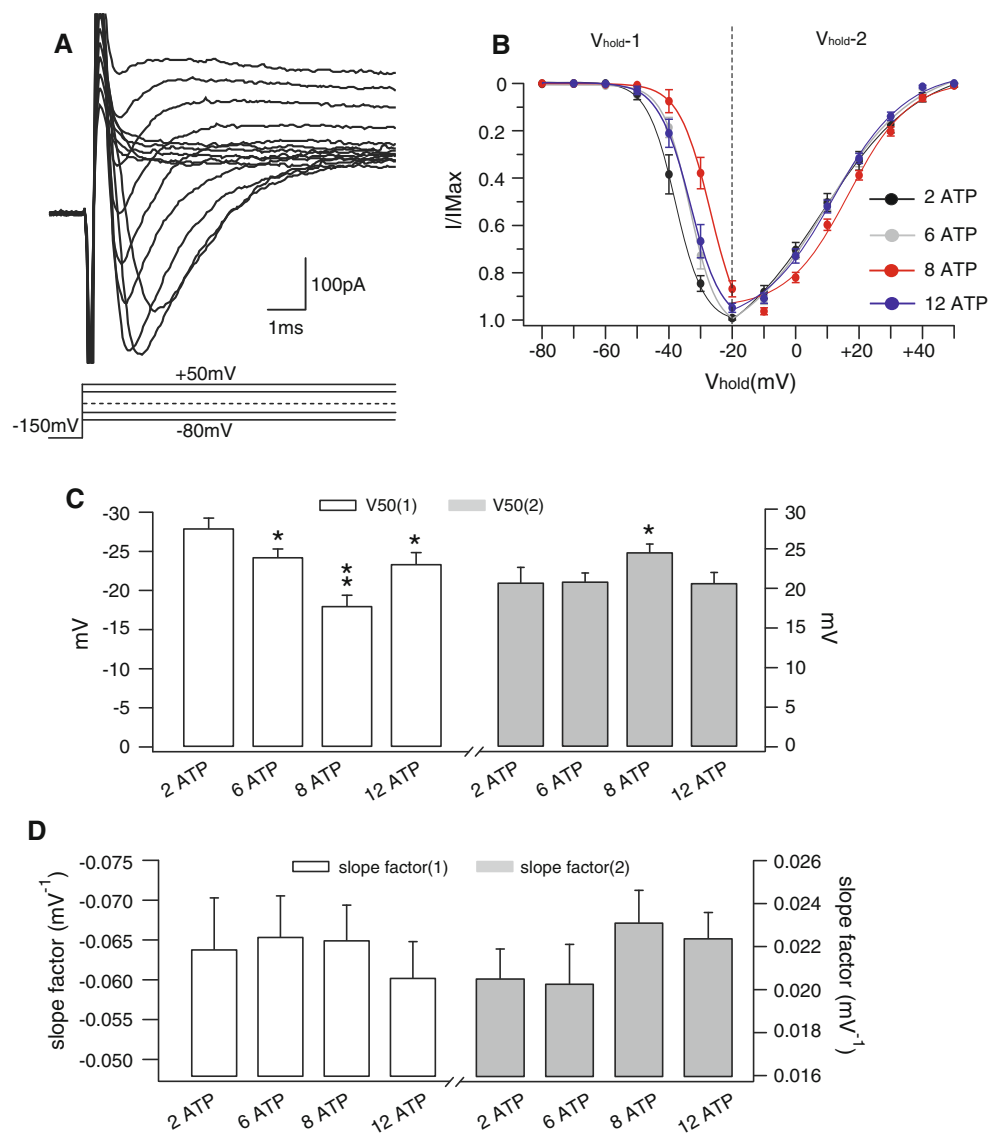 A
100pA
1ms
+50mV
-150mV
-80mV
B
Vhold-1
Vhold-2
0
0.2
0.4
0.6
0.8
1.0
I/IMax
2 ATP
6 ATP
8 ATP
12 ATP
-80
-60
-40
-20
0
+20
+40
Vhold(mV)
C
V50(1)
V50(2)
-30
-25
-20
-15
-10
-5
0
mV
*
*
*
*
*
30
25
20
15
10
5
0
mV
2 ATP
6 ATP
8 ATP
12 ATP
2 ATP
6 ATP
8 ATP
12 ATP
D
slope factor(1)
slope factor(2)
-0.075
-0.070
-0.065
-0.060
-0.055
-0.050
slope factor (mV-1)
0.026
0.024
0.022
0.020
0.018
0.016
slope factor (mV-1)
2 ATP
6 ATP
8 ATP
12 ATP
2 ATP
6 ATP
8 ATP
12 ATP